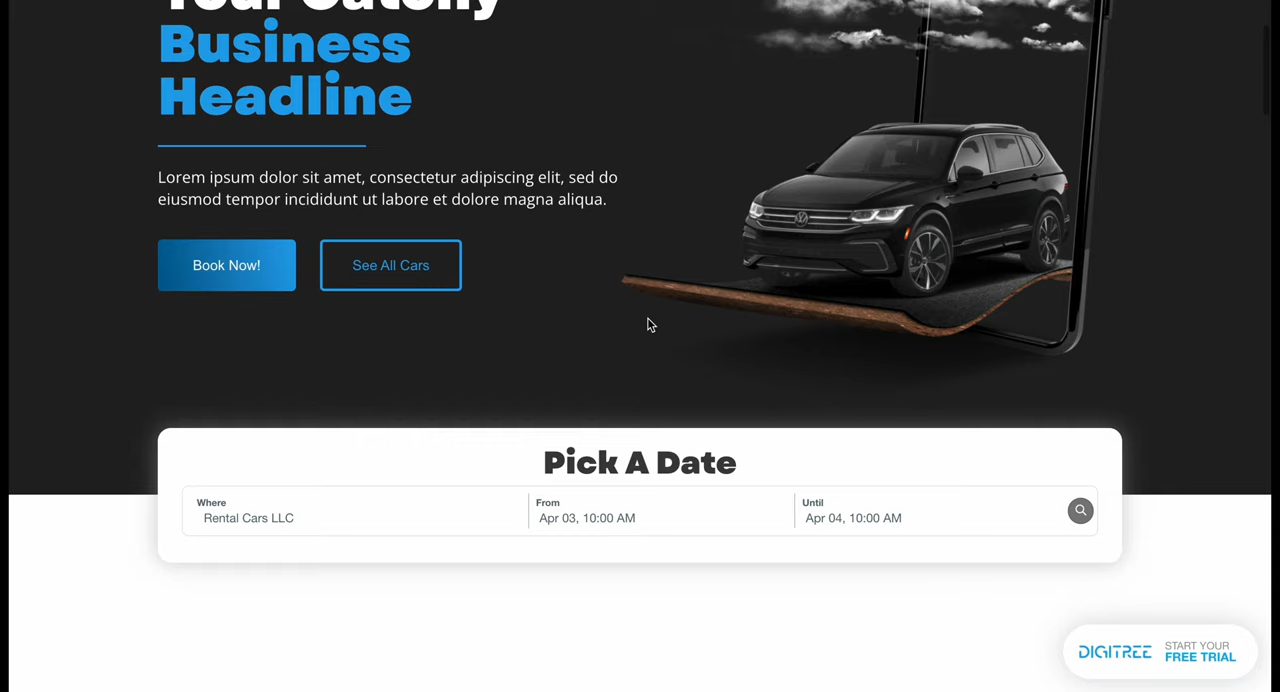 Your Catchy
Business
Headline
Lorem ipsum dolor sit amet, consectetur adipiscing elit, sed do
eiusmod tempor incididunt ut labore et dolore magna aliqua.
Book Now!
See All Cars
Pick A Date
Where
Rental Cars LLC
From
Apr 03, 10:00 AM
Until
Apr 04, 10:00 AM
DIGITREE
START YOUR
FREE TRIAL